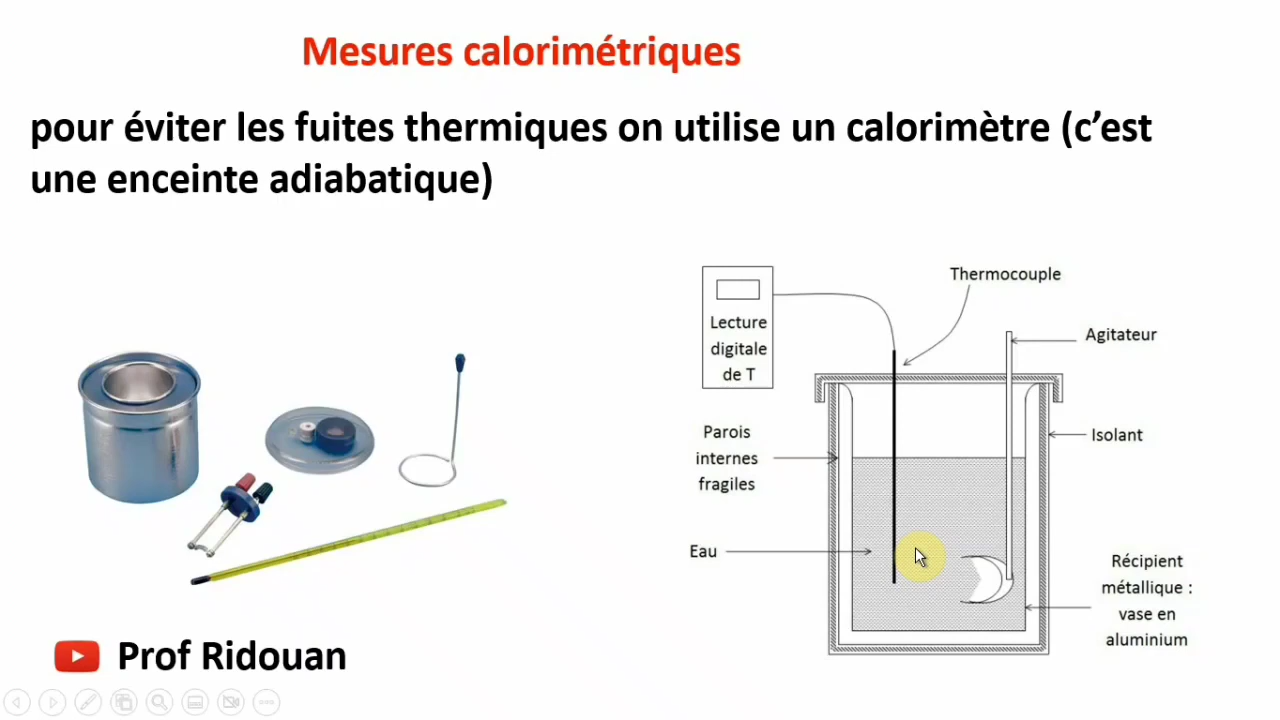 Mesures calorimétriques
pour éviter les fuites thermiques on utilise un calorimètre (c’est
une enceinte adiabatique)
Thermocouple
Lecture
digitale
de T
Agitateur
Parois
internes
fragiles
Isolant
Eau
Récipient
métallique :
vase en
aluminium
Prof Ridouan